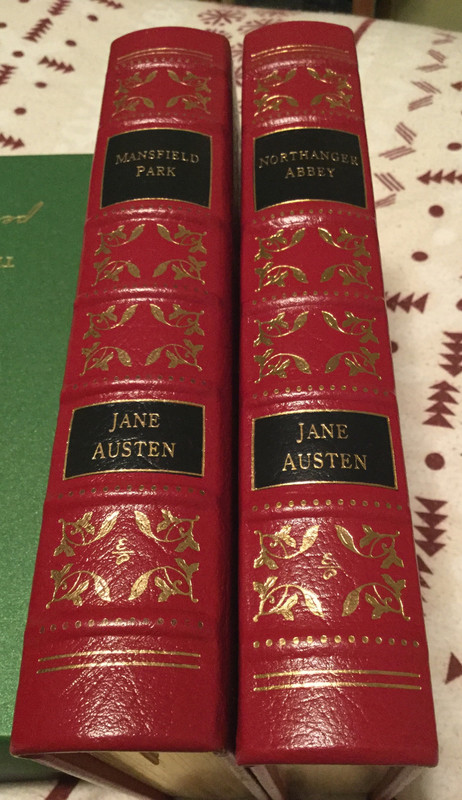 MANSFIELD
PARK
JANE
AUSTEN
NORTHANGER
ABBEY
JANE
AUSTEN